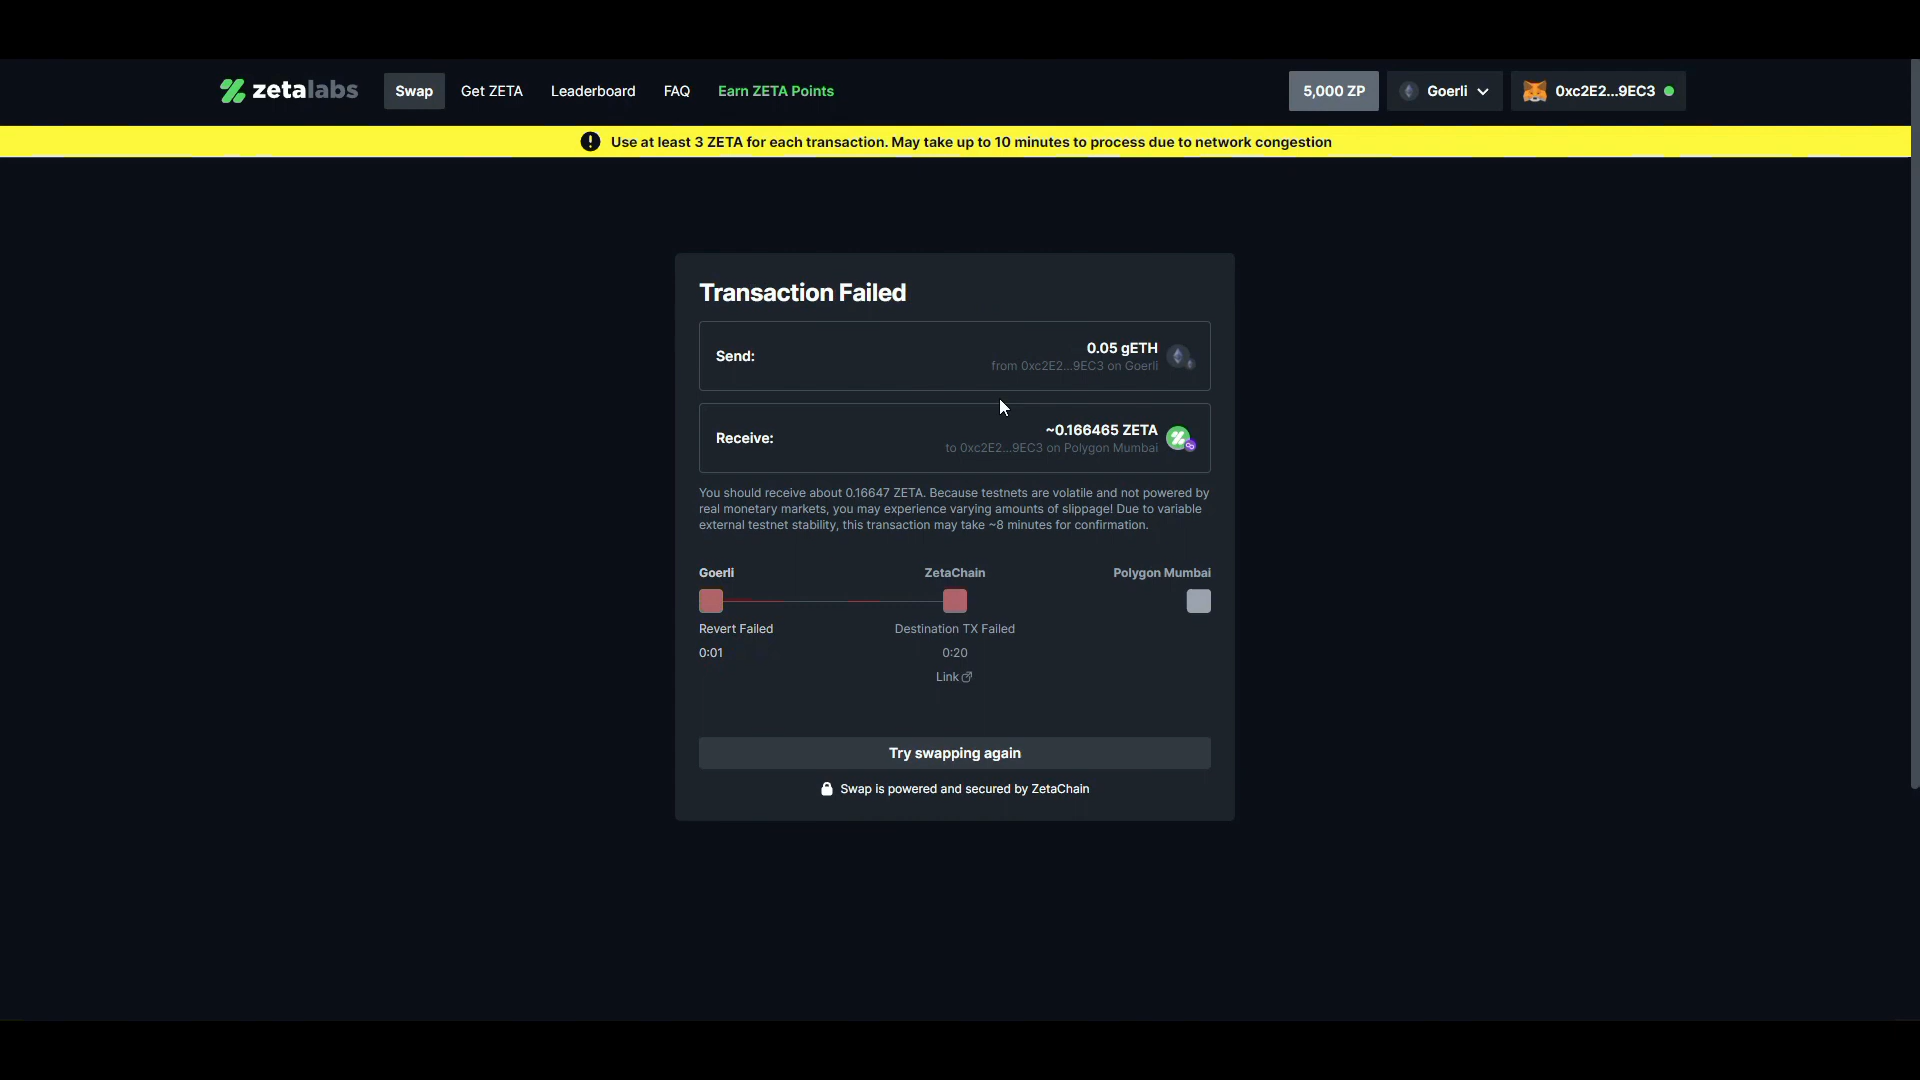 zetalabs
Swap
Get ZETA
Leaderboard
FAQ
Earn ZETA Points
5,000 ZP
Goerli
0xc2E2...9EC3
Use at least 3 ZETA for each transaction. May take up to 10 minutes to process due to network congestion
Transaction Failed
Send:
0.05 gETH
from 0xc2E2...9EC3 on Goerli
Receive:
~0.166465 ZETA
to 0xc2E2...9EC3 on Polygon Mumbai
You should receive about 0.16647 ZETA. Because testnets are volatile and not powered by
real monetary markets, you may experience varying amounts of slippage! Due to variable
external testnet stability, this transaction may take ~8 minutes for confirmation.
Goerli
ZetaChain
Polygon Mumbai
Revert Failed
Destination TX Failed
0:01
0:20
Link
Try swapping again
Swap is powered and secured by ZetaChain